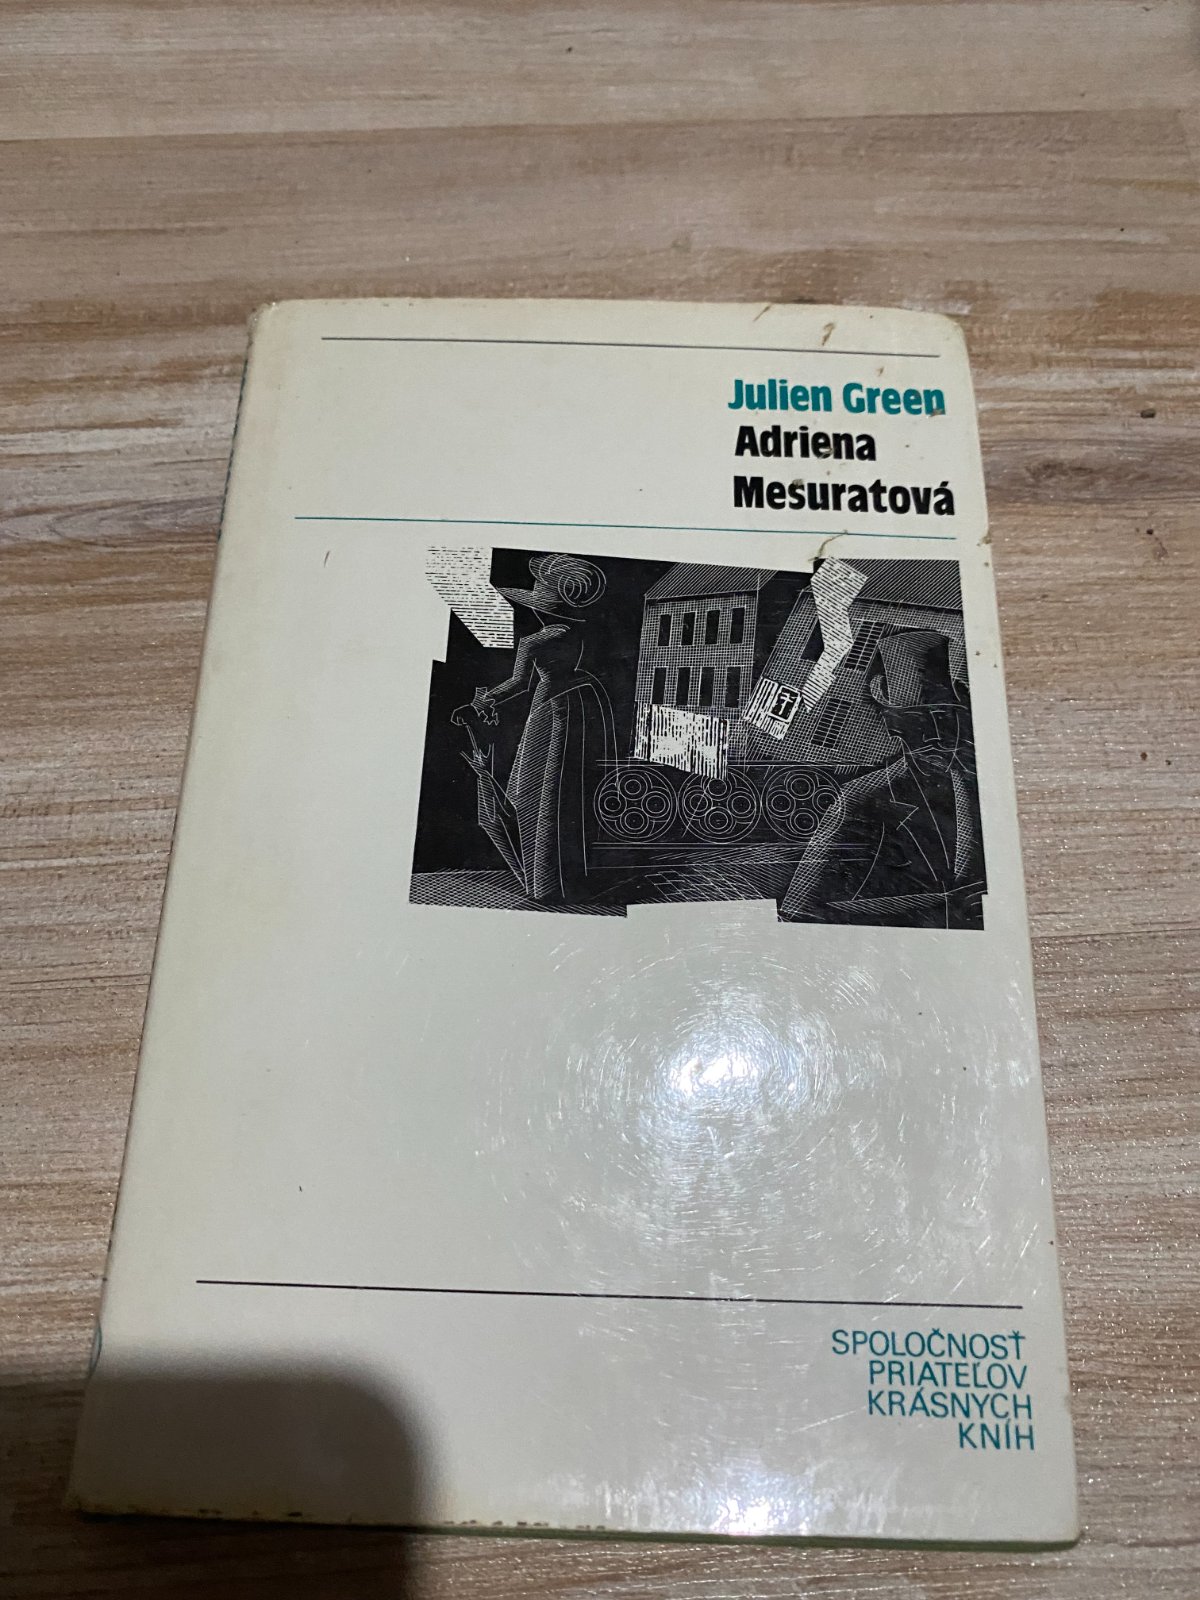 Julien Green
Adriena
Mesuratová
SPOLOČNOSŤ
PRIATEĽOV
KRÁSNYCH
KNÍH